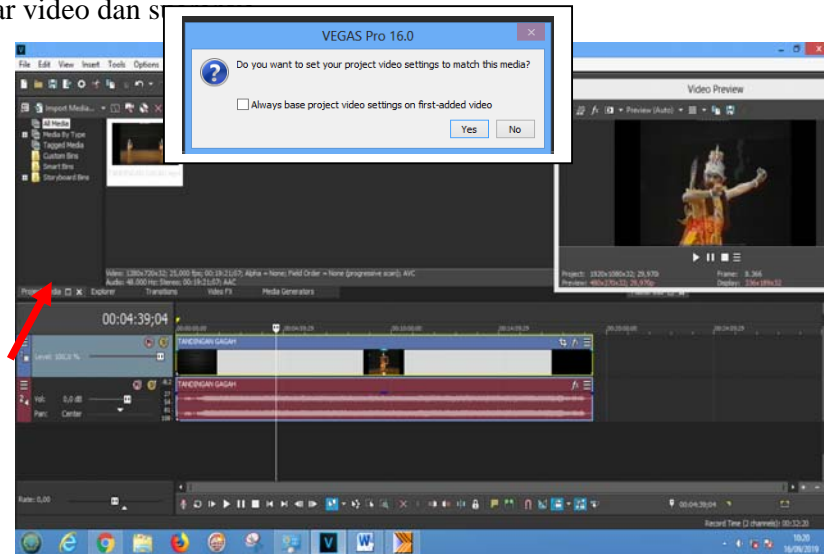 ar video dan s
VEGAS Pro 16.0
Do you want to set your project video settings to match this media?
Always base project video settings on first-added video
Yes No
File Edit View Insert Tools Options
Import Media...
All Media
Media By Type
Tagged Media
Custom Bins
Smart Bins
Storyboard Bins
Video: 1280x720x32; 25,000 fps; 00:19:21;07; Alpha = None; Field Order = None (progressive scan); AVC
Audio: 48.000 Hz; Stereo; 00:19:21;07; AAC
Explorer Transitions Video FX Media Generators
Video Preview
Preview (Auto)
Project: 1920x1080x32; 29,970i
Preview: 480x270x32; 29,970p
Frame: 8.366
Display: 336x189x32
00:04:39;04
TANDINGAN GAGAH
Level: 100,0 %
TANDINGAN GAGAH
Vol: 0,0 dB
Pan: Center
Rate: 0,00
00:04:39;04
Record Time (2 channels): 00:32:20
10:20
16/09/2019